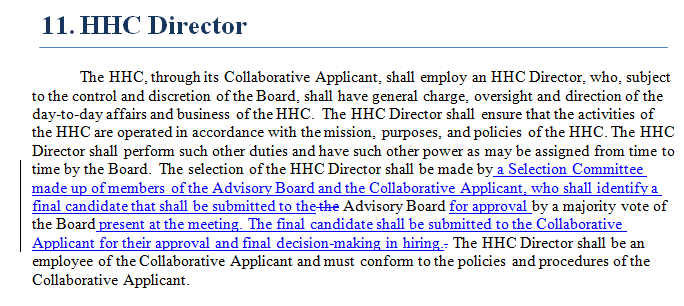 11. HHC Director
The HHC, through its Collaborative Applicant, shall employ an HHC Director, who, subject
to the control and discretion of the Board, shall have general charge, oversight and direction of the
day-to-day affairs and business of the HHC. The HHC Director shall ensure that the activities of
the HHC are operated in accordance with the mission, purposes, and policies of the HHC. The HHC
Director shall perform such other duties and have such other power as may be assigned from time to
time by the Board. The selection of the HHC Director shall be made by a Selection Committee
made up of members of the Advisory Board and the Collaborative Applicant, who shall identify a
final candidate that shall be submitted to the the Advisory Board for approval by a majority vote of
the Board present at the meeting. The final candidate shall be submitted to the Collaborative
Applicant for their approval and final decision-making in hiring.. The HHC Director shall be an
employee of the Collaborative Applicant and must conform to the policies and procedures of the
Collaborative Applicant.